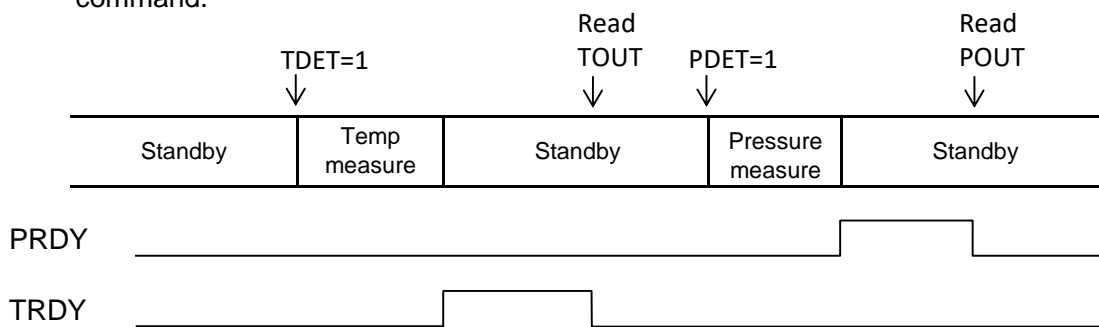 command.
Read
TOUT
Read
POUT
TDET=1
PDET=1
Standby
Temp
measure
Standby
Pressure
measure
Standby
PRDY
TRDY